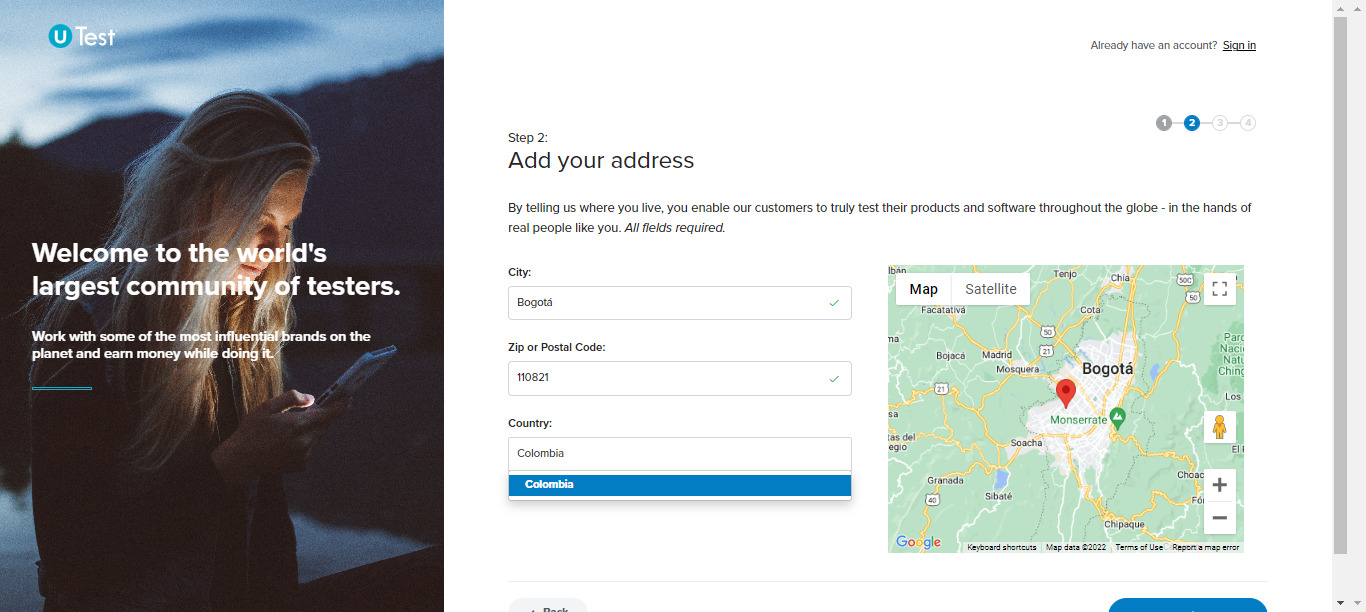 U Test
Already have an account? Sign in
1 2 3 4
Step 2:
Add your address
By telling us where you live, you enable our customers to truly test their products and software throughout the globe - in the hands of
real people like you. All fields required.
Welcome to the world's
largest community of testers.
Work with some of the most influential brands on the
planet and earn money while doing it.
City:
Bogotá
Zip or Postal Code:
110821
Country:
Colombia
Colombia
Map Satellite
Tenjo
Chía
50C
50
Facatativá
Cota
50
21
Bojacá
Madrid
Mosquera
Bogotá
21
Monserrate
Soacha
Granada
40
Sibaté
Chipaque
Google
Keyboard shortcuts Map data ©2022 Terms of Use Report a map error
Back